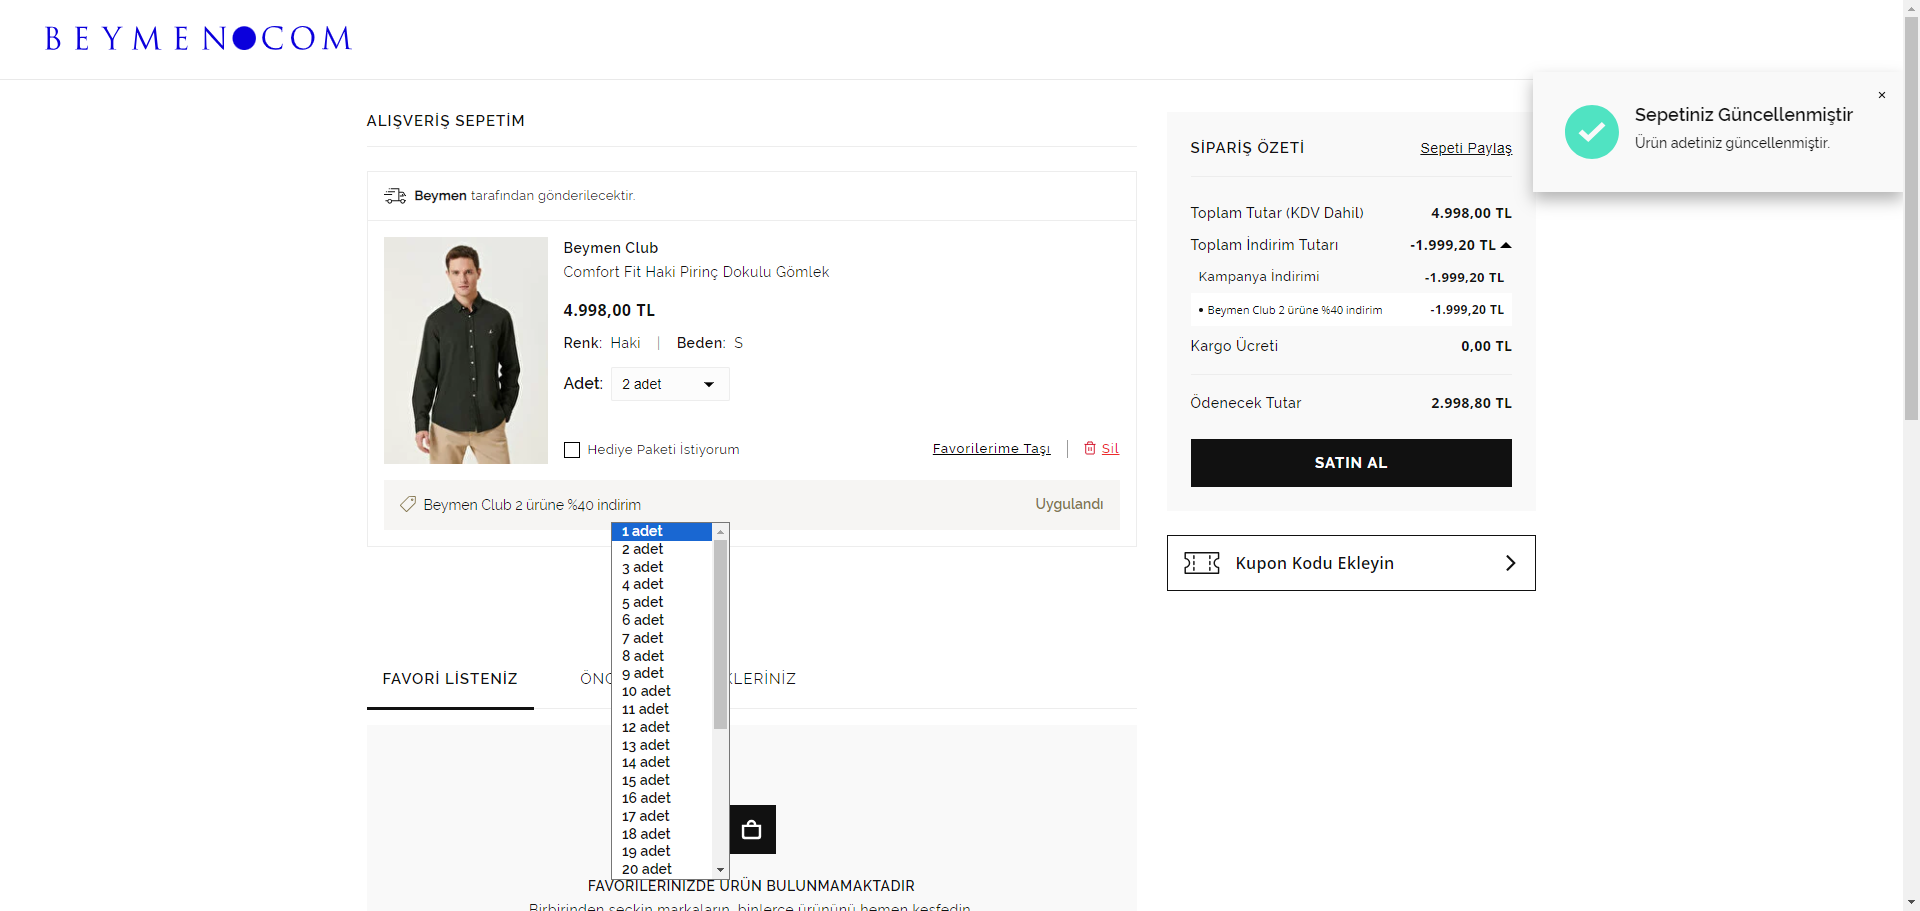 BEYMEN COM
Sepetiniz Güncellenmiştir
Ürün adetiniz güncellenmiştir.
ALIŞVERİŞ SEPETİM
Beymen tarafından gönderilecektir.
Beymen Club
Comfort Fit Haki Pirinç Dokulu Gömlek
4.998,00 TL
Renk: Haki | Beden: S
Adet: 2 adet
Hediye Paketi İstiyorum
Favorilerime Taşı
Sil
Beymen Club 2 ürüne %40 indirim
Uygulandı
1 adet
2 adet
3 adet
4 adet
5 adet
6 adet
7 adet
8 adet
9 adet
10 adet
11 adet
12 adet
13 adet
14 adet
15 adet
16 adet
17 adet
18 adet
19 adet
20 adet
SİPARİŞ ÖZETİ
Sepeti Paylaş
Toplam Tutar (KDV Dahil) 4.998,00 TL
Toplam İndirim Tutarı -1.999,20 TL
Kampanya İndirimi -1.999,20 TL
• Beymen Club 2 ürüne %40 indirim -1.999,20 TL
Kargo Ücreti 0,00 TL
Ödenecek Tutar 2.998,80 TL
SATIN AL
Kupon Kodu Ekleyin
FAVORİ LİSTENİZ
FAVORİLERİNİZDE ÜRÜN BULUNMAMAKTADIR
Birbirinden seçkin markaların, binlerce ürününü hemen keşfedin